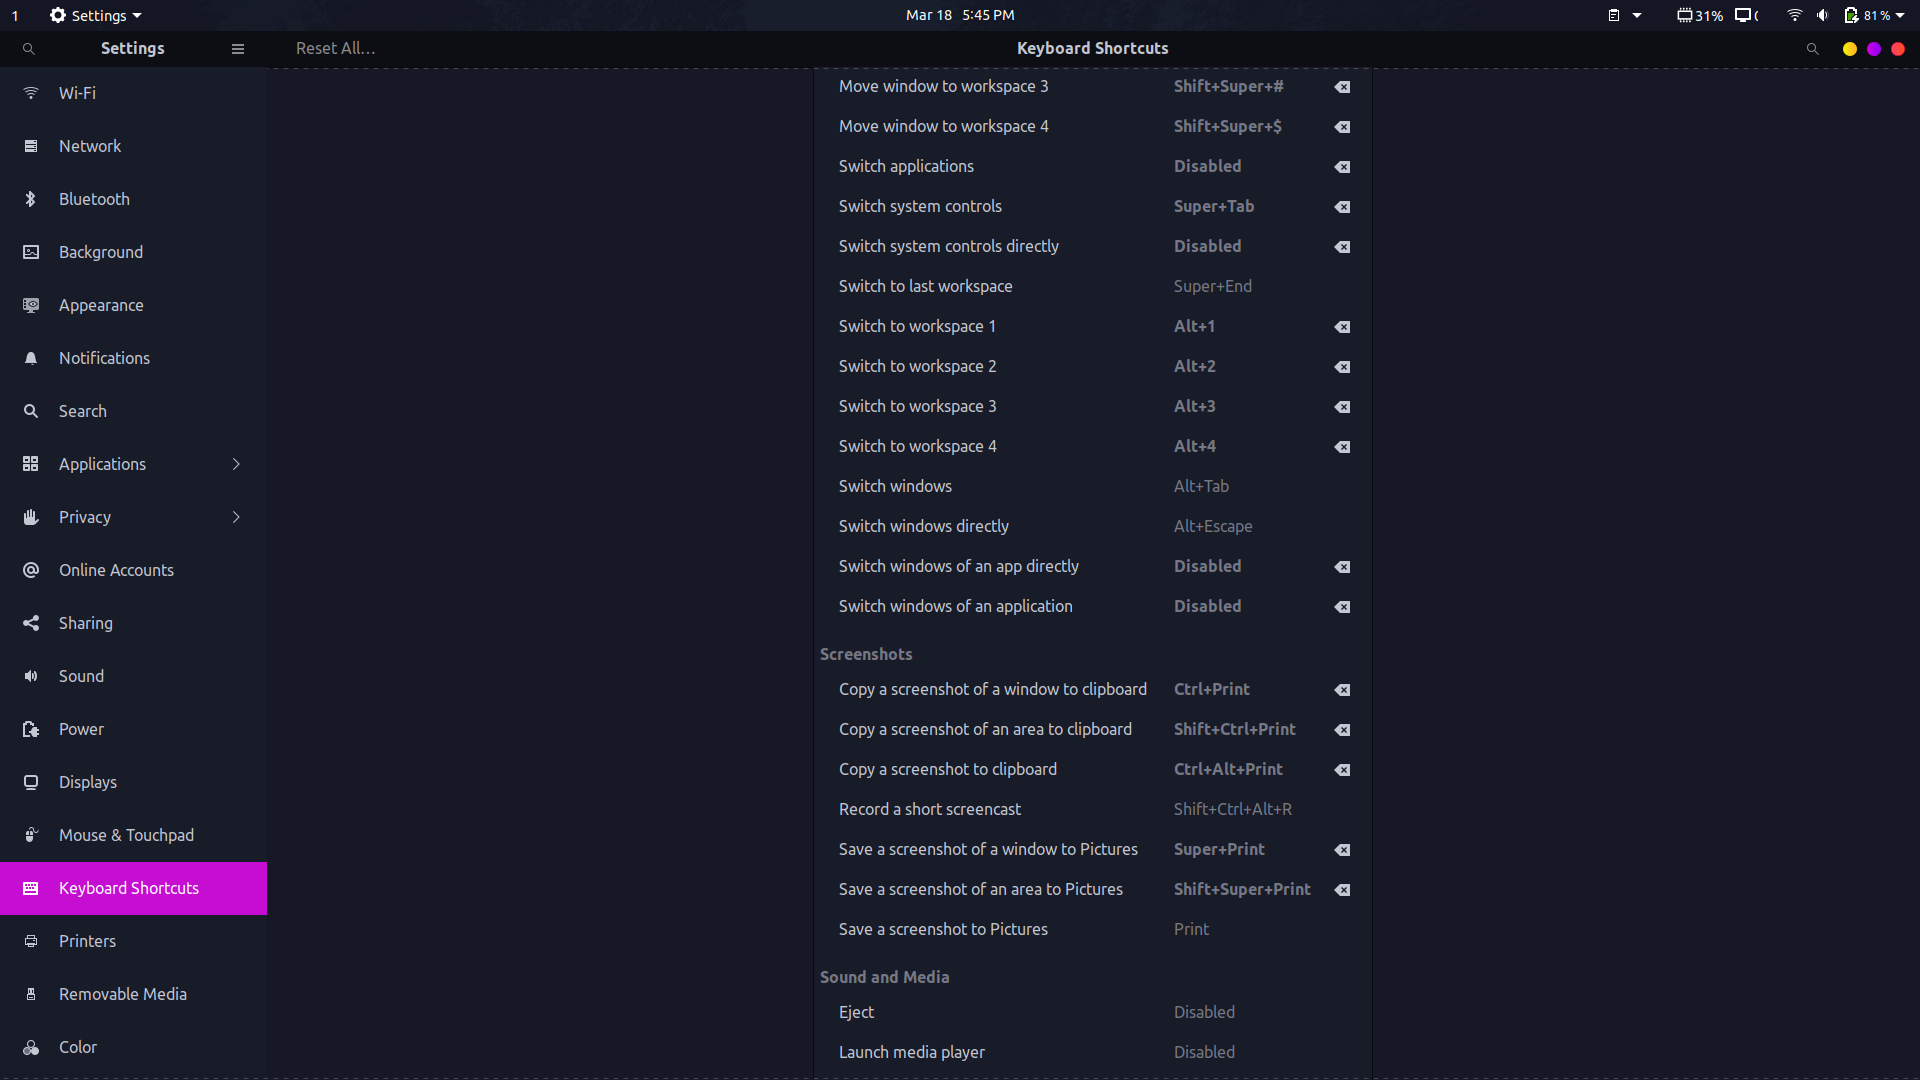 1 Settings Mar 18 5:45 PM 31% 81%
Settings Reset All... Keyboard Shortcuts
Wi-Fi
Network
Bluetooth
Background
Appearance
Notifications
Search
Applications
Privacy
Online Accounts
Sharing
Sound
Power
Displays
Mouse & Touchpad
Keyboard Shortcuts
Printers
Removable Media
Color
Move window to workspace 3 Shift+Super+#
Move window to workspace 4 Shift+Super+$
Switch applications Disabled
Switch system controls Super+Tab
Switch system controls directly Disabled
Switch to last workspace Super+End
Switch to workspace 1 Alt+1
Switch to workspace 2 Alt+2
Switch to workspace 3 Alt+3
Switch to workspace 4 Alt+4
Switch windows Alt+Tab
Switch windows directly Alt+Escape
Switch windows of an app directly Disabled
Switch windows of an application Disabled
Screenshots
Copy a screenshot of a window to clipboard Ctrl+Print
Copy a screenshot of an area to clipboard Shift+Ctrl+Print
Copy a screenshot to clipboard Ctrl+Alt+Print
Record a short screencast Shift+Ctrl+Alt+R
Save a screenshot of a window to Pictures Super+Print
Save a screenshot of an area to Pictures Shift+Super+Print
Save a screenshot to Pictures Print
Sound and Media
Eject Disabled
Launch media player Disabled